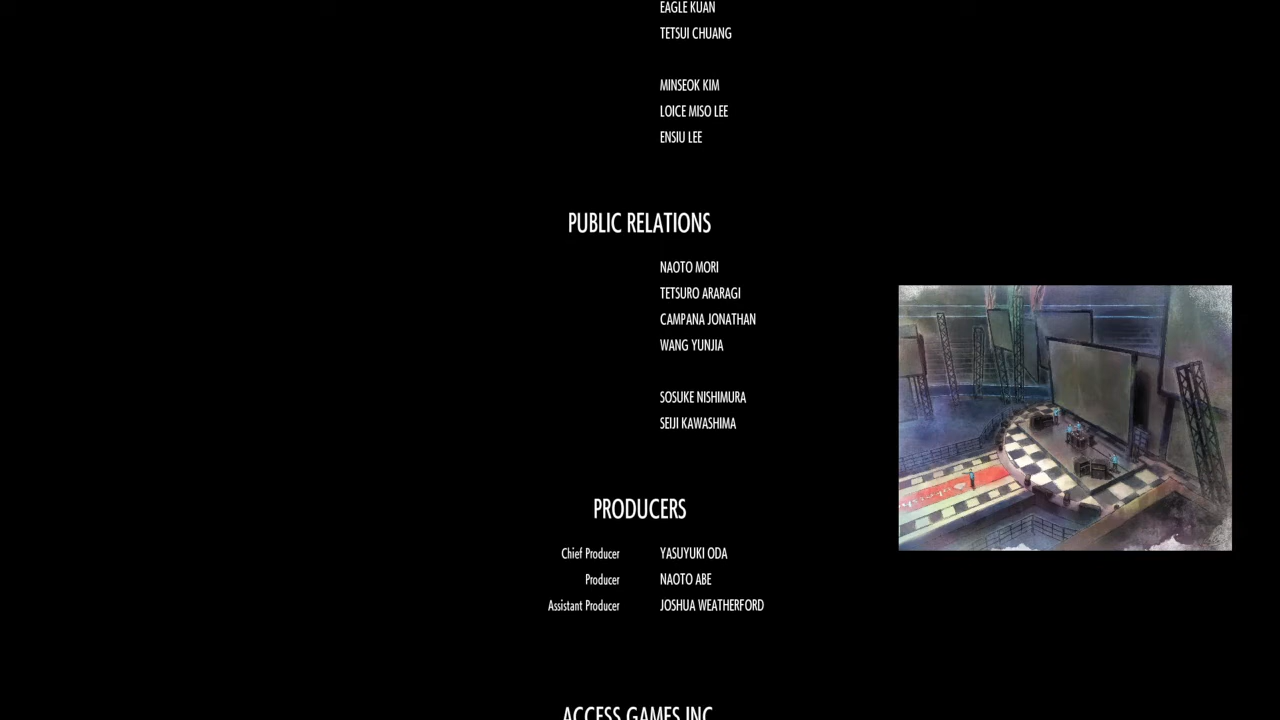 EAGLE KUAN
TETSUI CHUANG
MINSEOK KIM
LOICE MISO LEE
ENSIU LEE
PUBLIC RELATIONS
NAOTO MORI
TETSURO ARARAGI
CAMPANA JONATHAN
WANG YUNJIA
SOSUKE NISHIMURA
SEIJI KAWASHIMA
PRODUCERS
Chief Producer YASUYUKI ODA
Producer NAOTO ABE
Assistant Producer JOSHUA WEATHERFORD
ACCESS GAMES INC